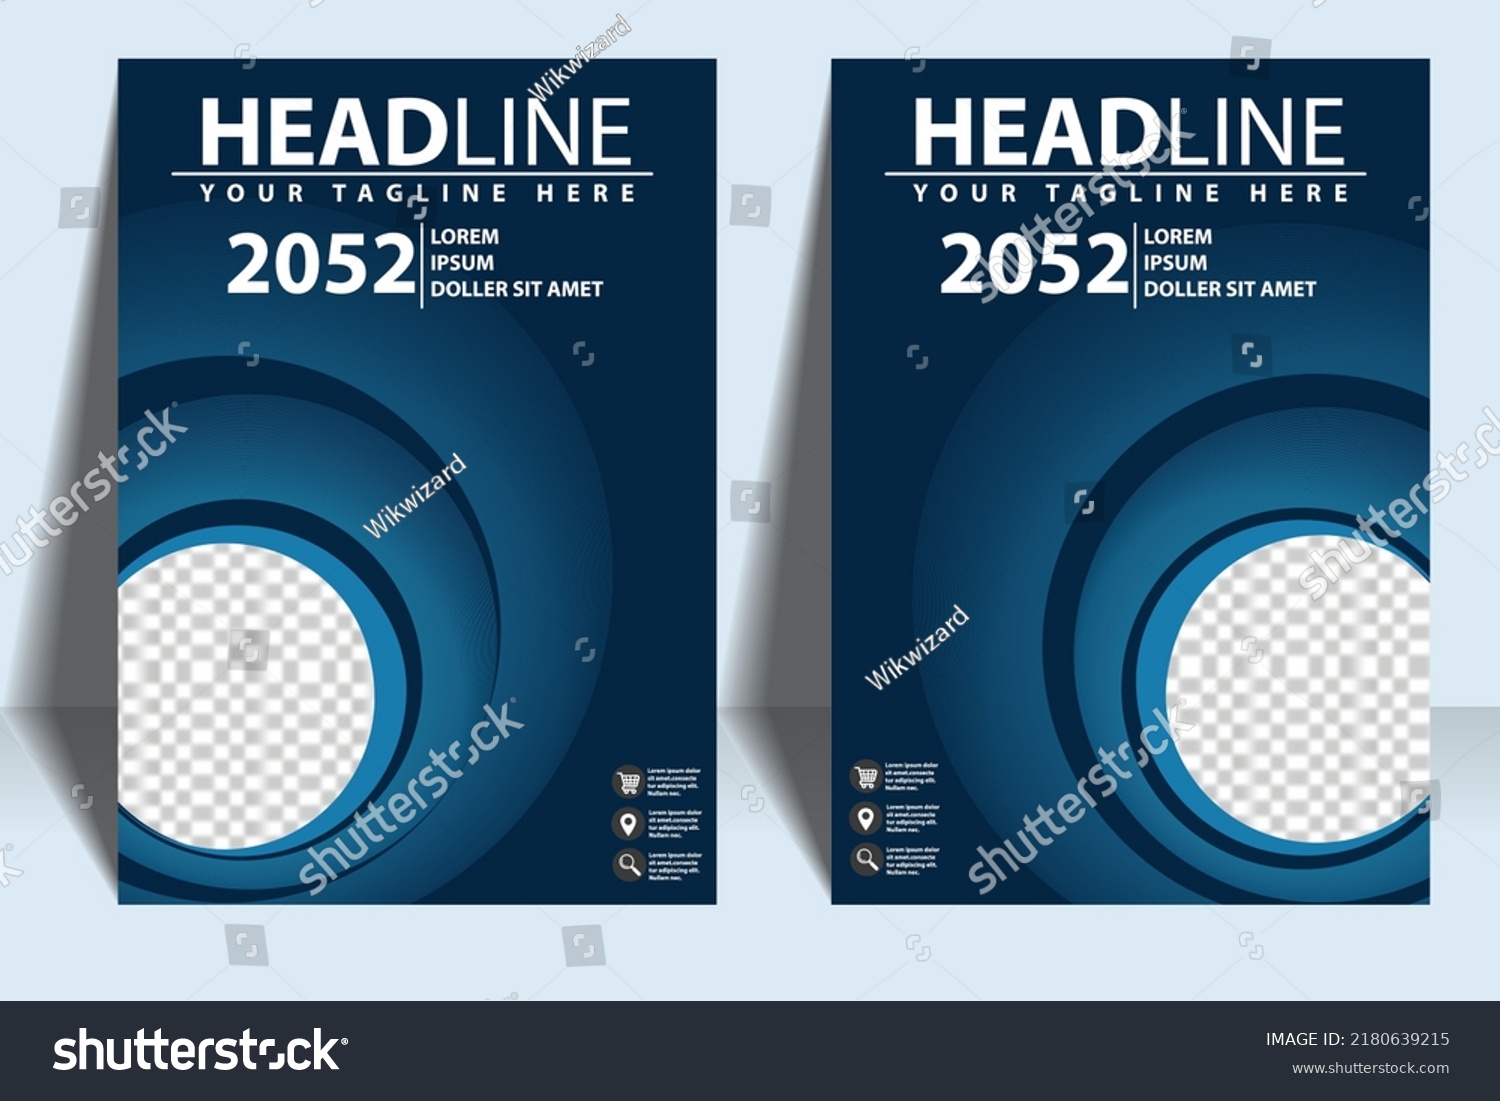 HEADLINE
YOUR TAGLINE HERE
2052
LOREM
IPSUM
DOLLER SIT AMET
Lorem ipsum dolor
sit amet.consecte
tur adipiscing elit.
Nullam nec.
Lorem ipsum dolor
sit amet.consecte
tur adipiscing elit.
Nullam nec.
Lorem ipsum dolor
sit amet.consecte
tur adipiscing elit.
Nullam nec.
HEADLINE
YOUR TAGLINE HERE
2052
LOREM
IPSUM
DOLLER SIT AMET
Lorem ipsum dolor
sit amet.consecte
tur adipiscing elit.
Nullam nec.
Lorem ipsum dolor
sit amet.consecte
tur adipiscing elit.
Nullam nec.
Lorem ipsum dolor
sit amet.consecte
tur adipiscing elit.
Nullam nec.
Wikwizard
Wikwizard
Wikwizard
shutterstock
shutterstock
shutterstock
shutterstock
shutterstock
shutterstock
IMAGE ID: 2180639215
www.shutterstock.com